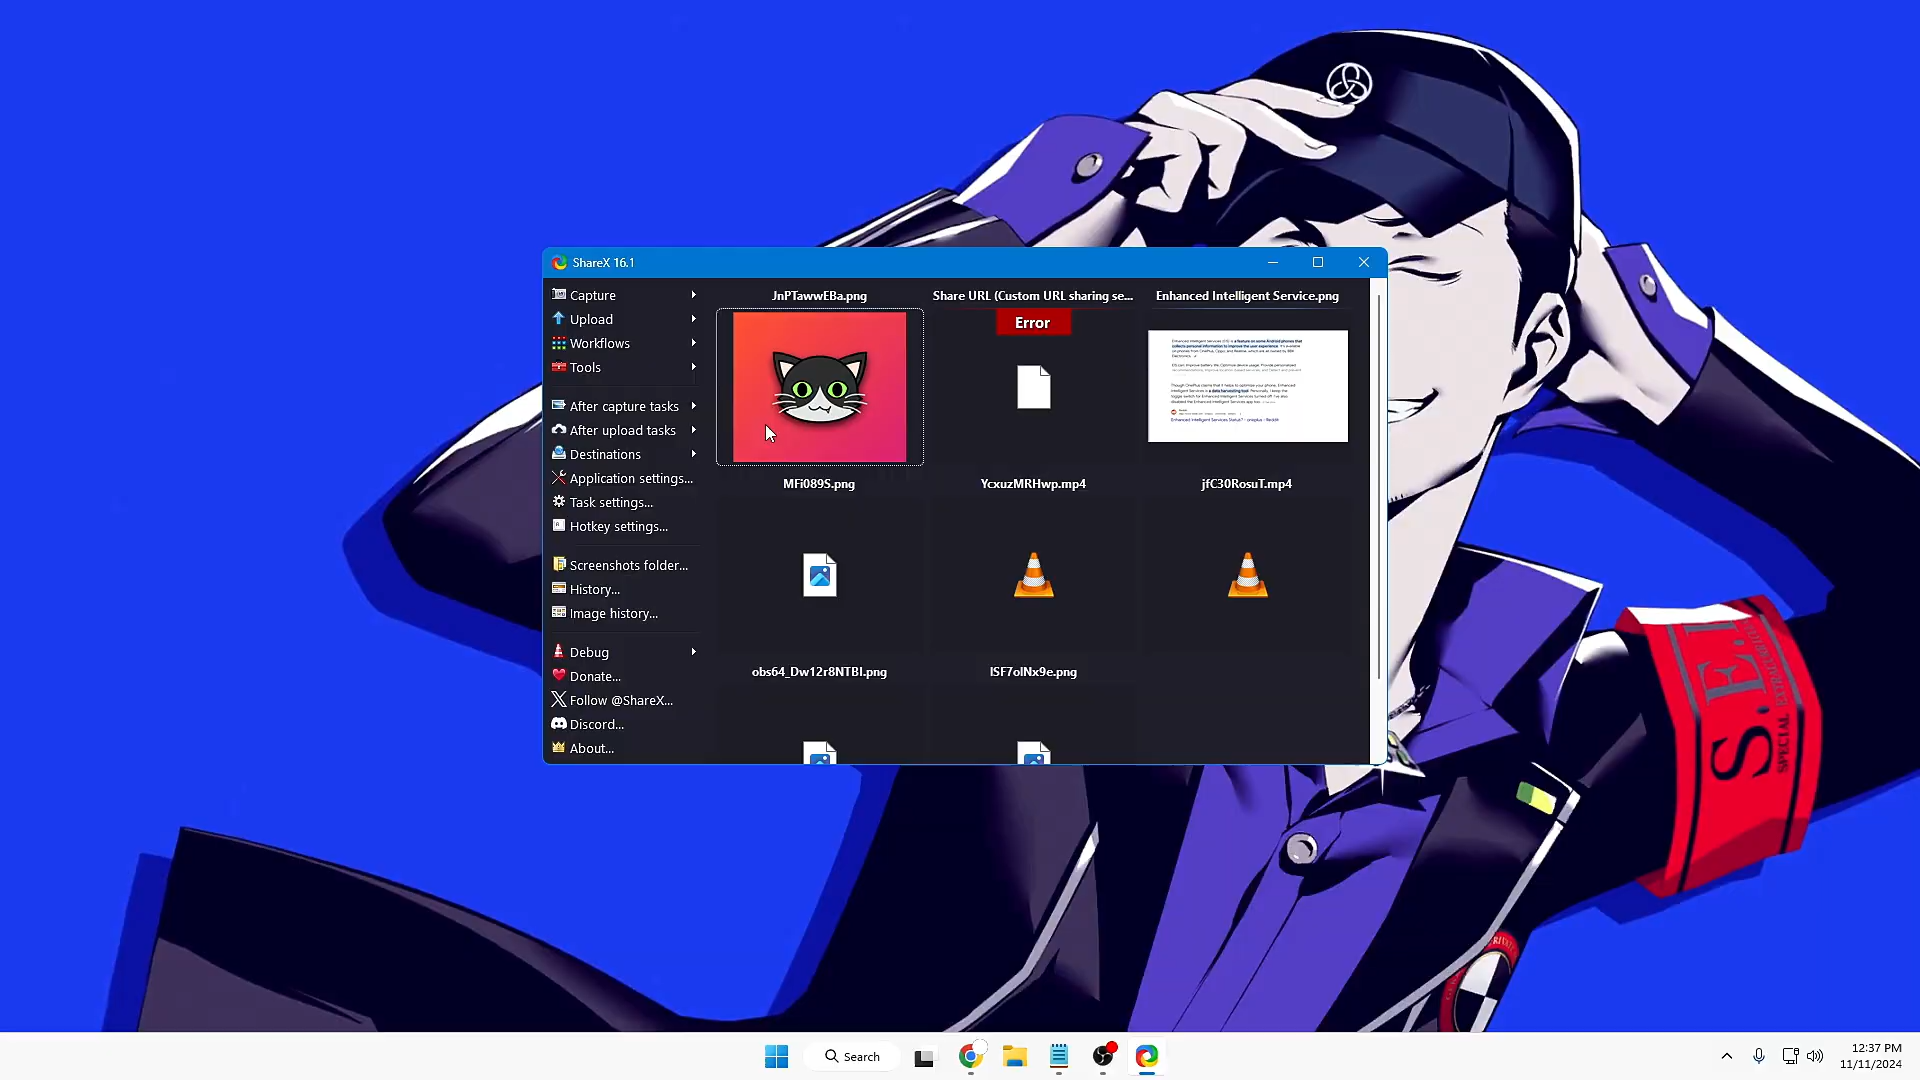 ShareX 16.1
Capture
Upload
Workflows
Tools
After capture tasks
After upload tasks
Destinations
Application settings...
Task settings...
Hotkey settings...
Screenshots folder...
History...
Image history...
Debug
Donate...
Follow @ShareX...
Discord...
About...
JnPTawwEBa.png
Share URL (Custom URL sharing se...
Enhanced Intelligent Service.png
Error
MFi089S.png
YcxuzMRHwp.mp4
jfC30RosuT.mp4
obs64_Dw12r8NTBI.png
S.E.
SPECIAL
Search
12:37 PM
11/11/2024